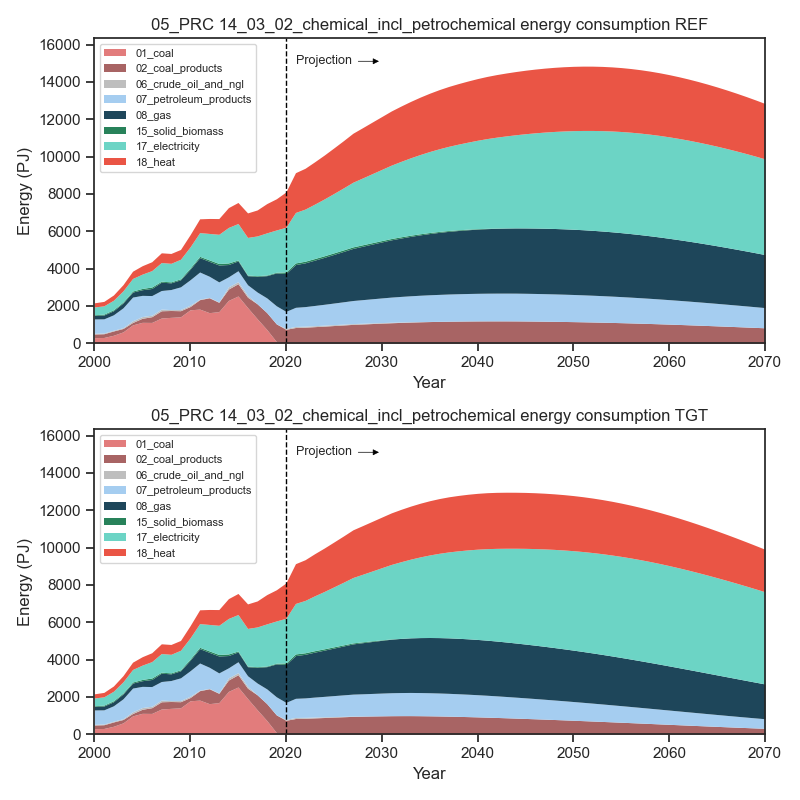 05_PRC 14_03_02_chemical_incl_petrochemical energy consumption REF
16000
14000
12000
10000
8000
6000
4000
2000
0
Energy (PJ)
01_coal
02_coal_products
06_crude_oil_and_ngl
07_petroleum_products
08_gas
15_solid_biomass
17_electricity
18_heat
Projection
2000 2010 2020 2030 2040 2050 2060 2070
Year
05_PRC 14_03_02_chemical_incl_petrochemical energy consumption TGT
16000
14000
12000
10000
8000
6000
4000
2000
0
Energy (PJ)
01_coal
02_coal_products
06_crude_oil_and_ngl
07_petroleum_products
08_gas
15_solid_biomass
17_electricity
18_heat
Projection
2000 2010 2020 2030 2040 2050 2060 2070
Year